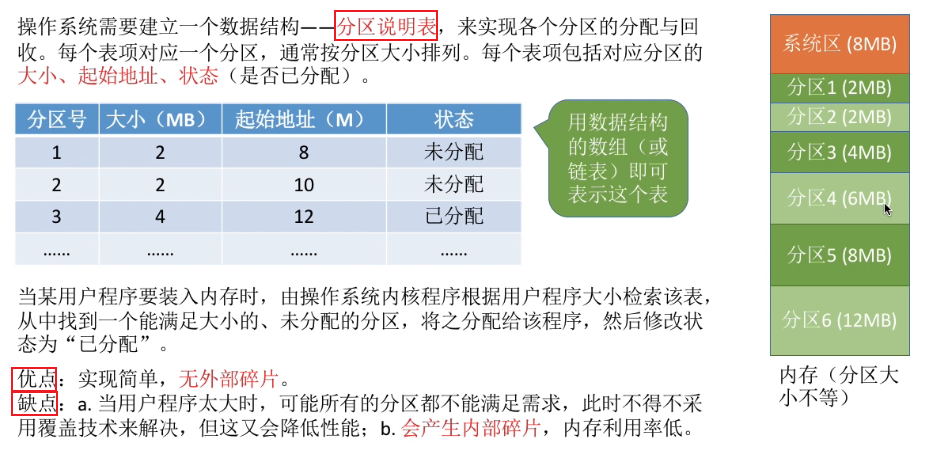 操作系统需要建立一个数据结构——分区说明表，来实现各个分区的分配与回
收。每个表项对应一个分区，通常按分区大小排列。每个表项包括对应分区的
大小、起始地址、状态（是否已分配）。
分区号 大小（MB） 起始地址（M） 状态
1 2 8 未分配
2 2 10 未分配
3 4 12 已分配
…… …… …… ……
用数据结构
的数组（或
链表）即可
表示这个表
当某用户程序要装入内存时，由操作系统内核程序根据用户程序大小检索该表，
从中找到一个能满足大小的、未分配的分区，将之分配给该程序，然后修改状
态为“已分配”。
优点：实现简单，无外部碎片。
缺点：a. 当用户程序太大时，可能所有的分区都不能满足需求，此时不得不采
用覆盖技术来解决，但这又会降低性能；b. 会产生内部碎片，内存利用率低。
系统区 (8MB)
分区1 (2MB)
分区2 (2MB)
分区3 (4MB)
分区4 (6MB)
分区5 (8MB)
分区6 (12MB)
内存（分区大
小不等）